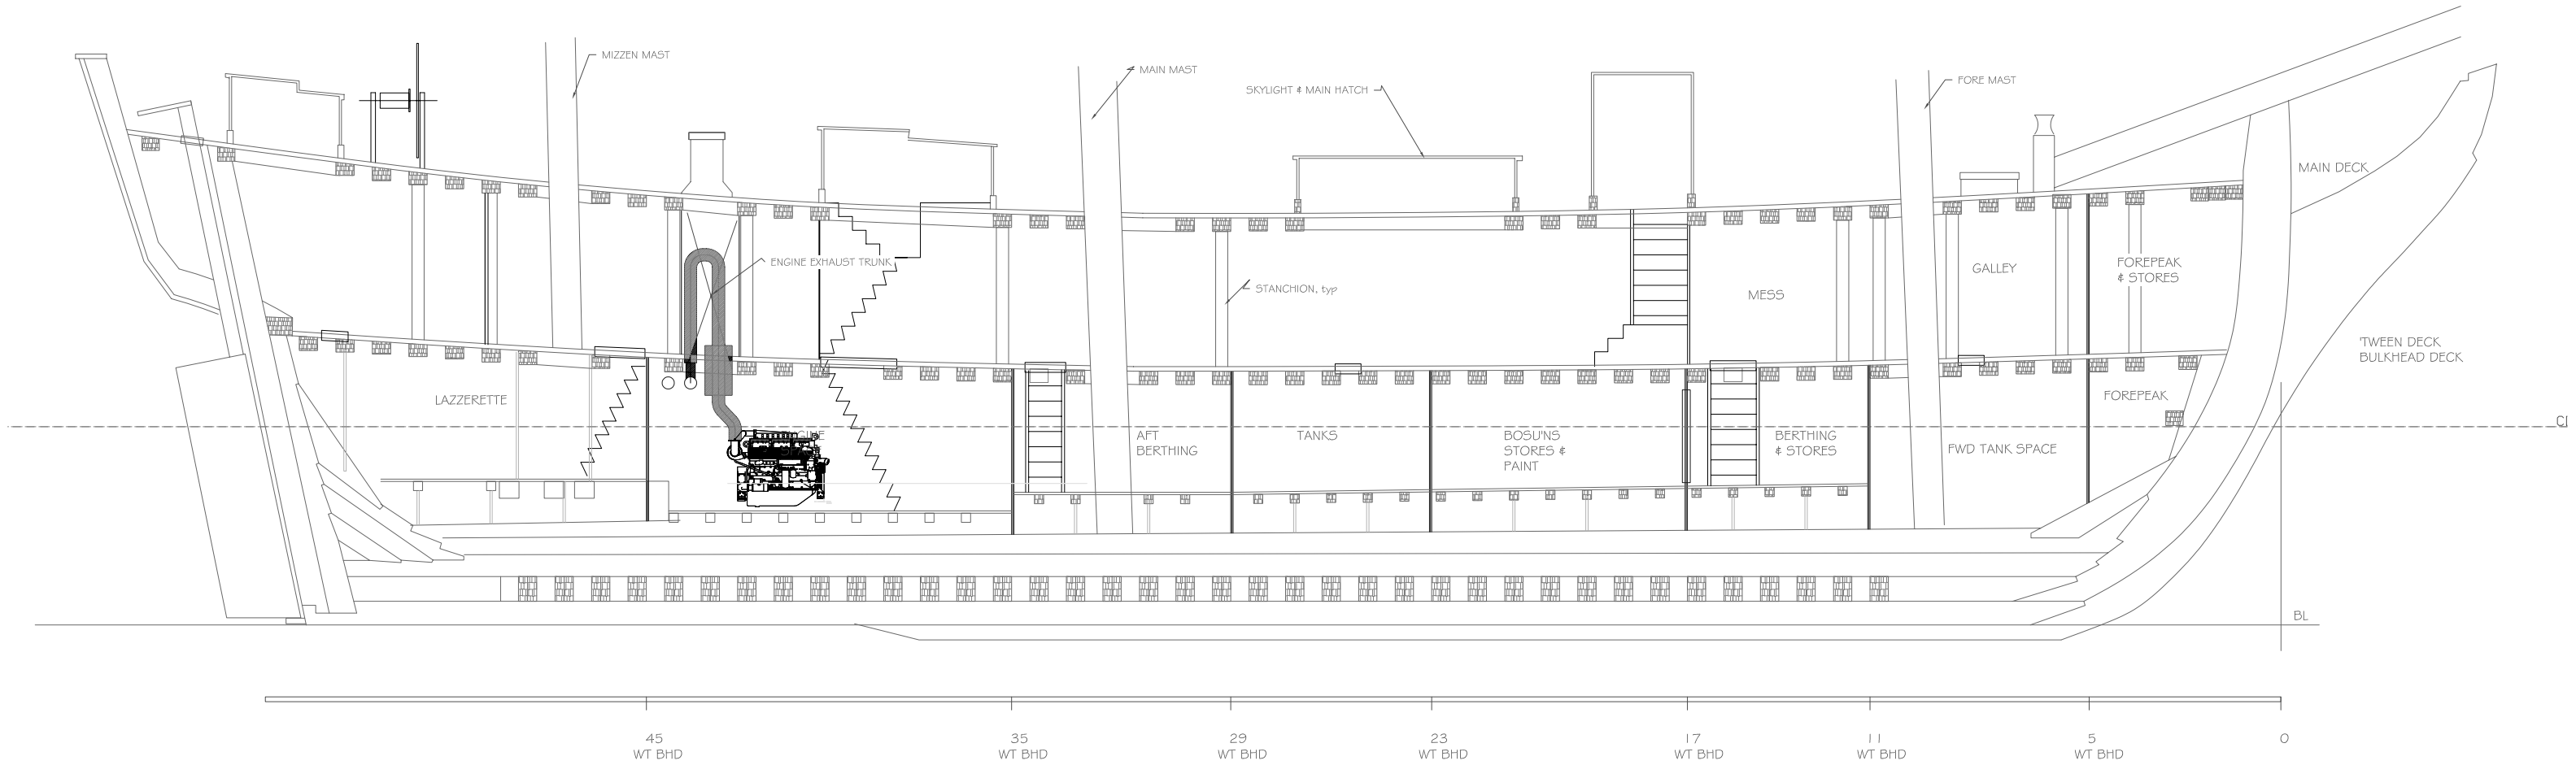 MIZZEN MAST
MAIN MAST
SKYLIGHT & MAIN HATCH
FORE MAST
MAIN DECK
ENGINE EXHAUST TRUNK
STANCHION, typ
MESS
GALLEY
FOREPEAK
& STORES
'TWEEN DECK
BULKHEAD DECK
LAZZERETTE
FOREPEAK
AFT
BERTHING
TANKS
BOSU'NS
STORES &
PAINT
BERTHING
& STORES
FWD TANK SPACE
BL
45
WT BHD
35
WT BHD
29
WT BHD
23
WT BHD
17
WT BHD
11
WT BHD
5
WT BHD
0